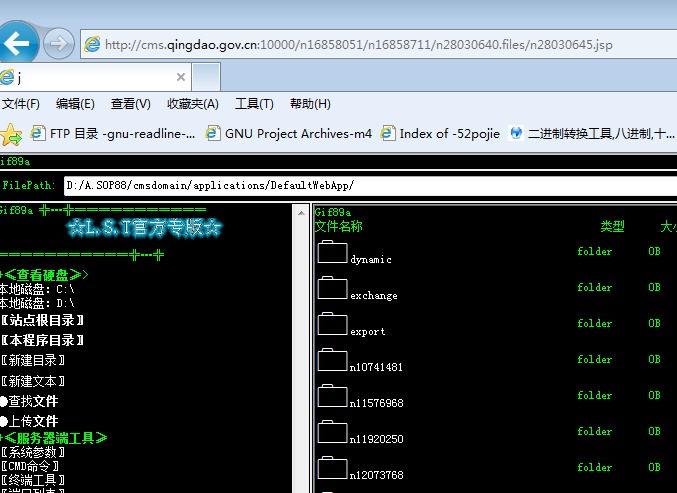 http://cms.qingdao.gov.cn:10000/n16858051/n16858711/n28030640.files/n28030645.jsp
j
文件(F) 编辑(E) 查看(V) 收藏夹(A) 工具(T) 帮助(H)
FTP 目录 -gnu-readline-... GNU Project Archives-m4 Index of -52pojie 二进制转换工具,八进制,十...
if89a
FilePath: D:/A.SOP88/cmsdomain/applications/DefaultWebApp/
Gif89a ╬┅╬═════════════
☆L.S.T官方专版☆
═════════════╬┅╬
+≪查看硬盘≫>
本地磁盘: C:\
本地磁盘: D:\
〖站点根目录〗
〖本程序目录〗
〖新建目录〗
〖新建文本〗
●查找文件
●上传文件
+≪服务器端工具≫
〖系统参数〗
〖CMD命令〗
〖终端工具〗
Gif89a
文件名称 类型
dynamic folder 0B
exchange folder 0B
export folder 0B
n10741481 folder 0B
n11576968 folder 0B
n11920250 folder 0B
n12073768 folder 0B